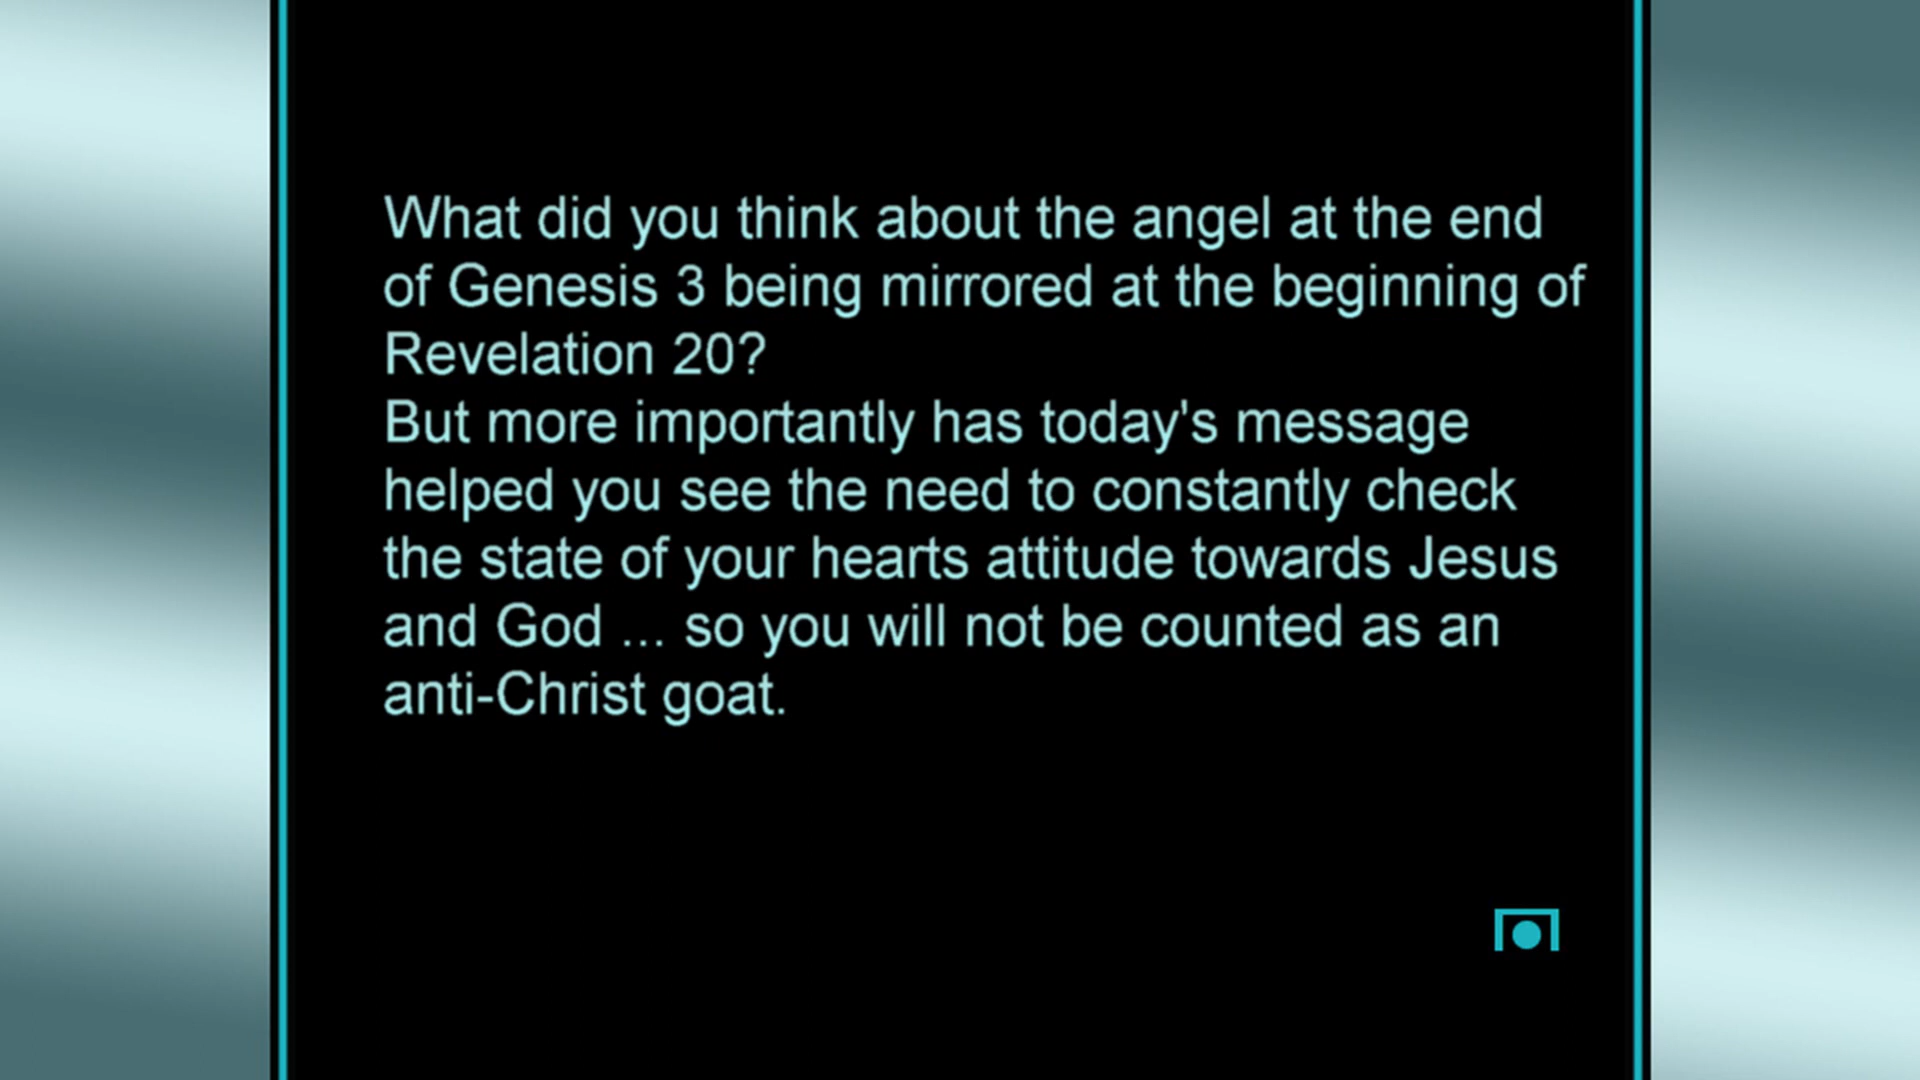 What did you think about the angel at the end
of Genesis 3 being mirrored at the beginning of
Revelation 20?
But more importantly has today's message
helped you see the need to constantly check
the state of your hearts attitude towards Jesus
and God ... so you will not be counted as an
anti-Christ goat.